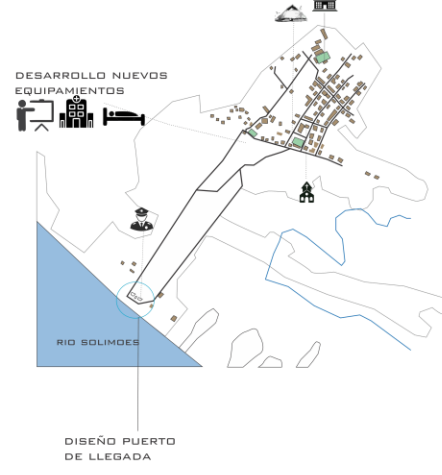 DESARROLLO NUEVOS
EQUIPAMIENTOS
RIO SOLIMOES
DISEÑO PUERTO
DE LLEGADA